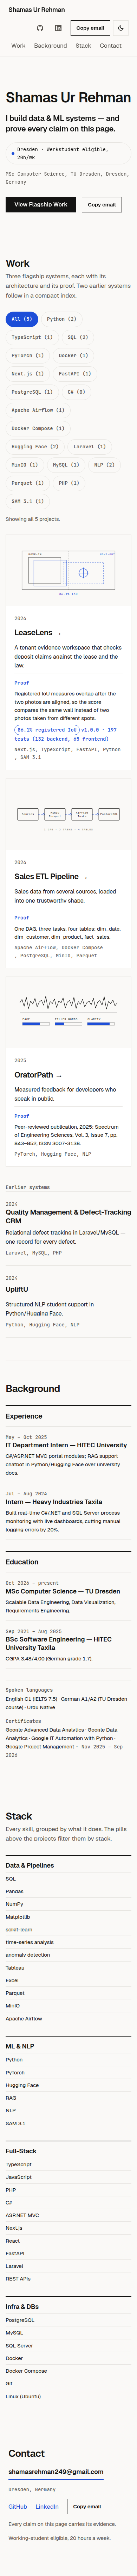 Shamas Ur Rehman
Copy email
Work Background Stack Contact
Shamas Ur Rehman
I build data & ML systems — and
prove every claim on this page.
Dresden · Werkstudent eligible,
20h/wk
MSc Computer Science, TU Dresden, Dresden,
Germany
View Flagship Work Copy email
Work
Three flagship systems, each with its
architecture and its proof. Two earlier systems
follow in a compact index.
All (5) Python (2)
TypeScript (1) SQL (2)
PyTorch (1) Docker (1)
Next.js (1) FastAPI (1)
PostgreSQL (1) C# (0)
Apache Airflow (1)
Docker Compose (1)
Hugging Face (2) Laravel (1)
MinIO (1) MySQL (1) NLP (2)
Parquet (1) PHP (1)
SAM 3.1 (1)
Showing all 5 projects.
2026
LeaseLens →
A tenant evidence workspace that checks
deposit claims against the lease and the
law.
Proof
Registered IoU measures overlap after the
two photos are aligned, so the score
compares the same wall instead of two
photos taken from different spots.
86.1% registered IoU v1.0.0 · 197
tests (132 backend, 65 frontend)
Next.js, TypeScript, FastAPI, Python
, SAM 3.1
2026
Sales ETL Pipeline →
Sales data from several sources, loaded
into one trustworthy shape.
Proof
One DAG, three tasks, four tables: dim_date,
dim_customer, dim_product, fact_sales.
Apache Airflow, Docker Compose
, PostgreSQL, MinIO, Parquet
2025
OratorPath →
Measured feedback for developers who
speak in public.
Proof
Peer-reviewed publication, 2025: Spectrum
of Engineering Sciences, Vol. 3, Issue 7, pp.
843–852, ISSN 3007-3138.
PyTorch, Hugging Face, NLP
Earlier systems
2024
Quality Management & Defect-Tracking
CRM
Relational defect tracking in Laravel/MySQL —
one record for every defect.
Laravel, MySQL, PHP
2024
UpliftU
Structured NLP student support in
Python/Hugging Face.
Python, Hugging Face, NLP
Background
Experience
May – Oct 2025
IT Department Intern — HITEC University
C#/ASP.NET MVC portal modules; RAG support
chatbot in Python/Hugging Face over university
docs.
Jul – Aug 2024
Intern — Heavy Industries Taxila
Built real-time C#/.NET and SQL Server process
monitoring with live dashboards, cutting manual
logging errors by 20%.
Education
Oct 2026 – present
MSc Computer Science — TU Dresden
Scalable Data Engineering, Data Visualization,
Requirements Engineering.
Sep 2021 – Aug 2025
BSc Software Engineering — HITEC
University Taxila
CGPA 3.48/4.00 (German grade 1.7).
Spoken languages
English C1 (IELTS 7.5) · German A1/A2 (TU Dresden
course) · Urdu Native
Certificates
Google Advanced Data Analytics · Google Data
Analytics · Google IT Automation with Python ·
Google Project Management · Nov 2025 – Sep
2026
Stack
Every skill, grouped by what it does. The pills
above the projects filter them by stack.
Data & Pipelines
SQL
Pandas
NumPy
Matplotlib
scikit-learn
time-series analysis
anomaly detection
Tableau
Excel
Parquet
MinIO
Apache Airflow
ML & NLP
Python
PyTorch
Hugging Face
RAG
NLP
SAM 3.1
Full-Stack
TypeScript
JavaScript
PHP
C#
ASP.NET MVC
Next.js
React
FastAPI
Laravel
REST APIs
Infra & DBs
PostgreSQL
MySQL
SQL Server
Docker
Docker Compose
Git
Linux (Ubuntu)
Contact
shamasrehman249@gmail.com
Dresden, Germany
GitHub LinkedIn Copy email
Every claim on this page carries its evidence.
Working-student eligible, 20 hours a week.